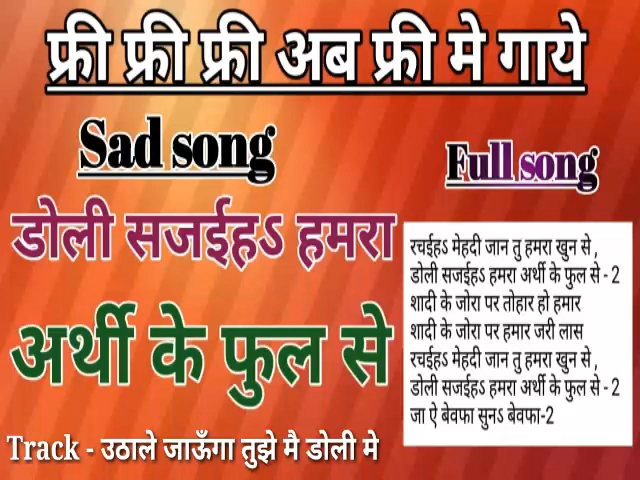 फ्री फ्री फ्री अब फ्री मे गाये
Sad song
Full song
डोली सजईहऽ हमरा
अर्थी के फुल से
रचईहऽ मेहदी जान तु हमरा खुन से ,
डोली सजईहऽ हमरा अर्थी के फुल से - 2
शादी के जोरा पर तोहार हो हमार
शादी के जोरा पर हमार जरी लास
रचईहऽ मेहदी जान तु हमरा खुन से ,
डोली सजईहऽ हमरा अर्थी के फुल से - 2
जा ऐ बेवफा सुनऽ बेवफा-2
Track - उठाले जाऊँगा तुझे मै डोली मे